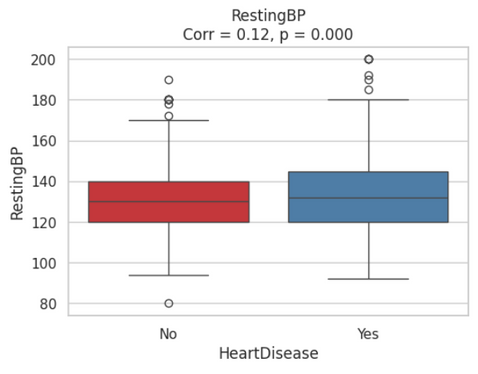 RestingBP
Corr = 0.12, p = 0.000
200
180
160
140
120
100
80
RestingBP
No
Yes
HeartDisease